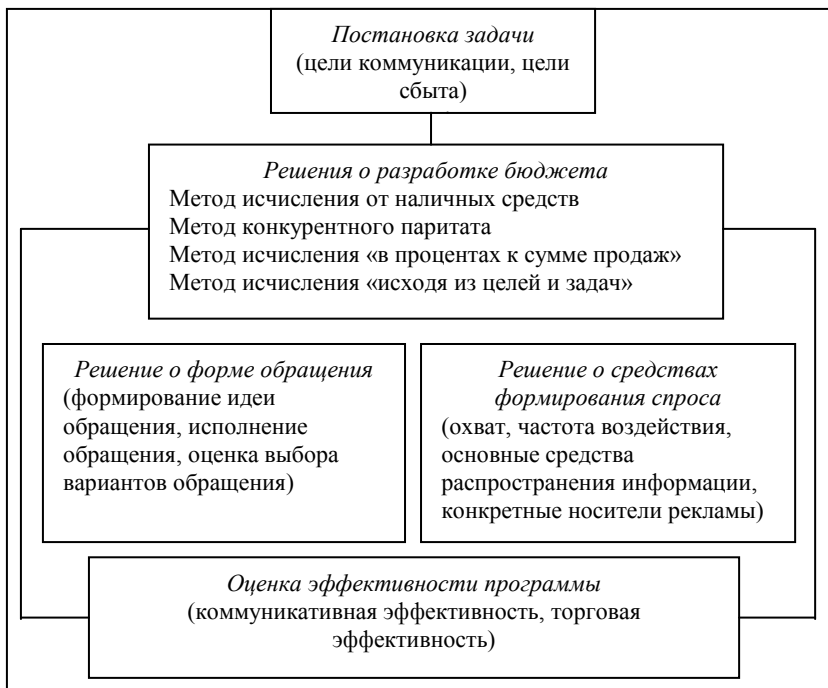 Постановка задачи
(цели коммуникации, цели
сбыта)
Решения о разработке бюджета
Метод исчисления от наличных средств
Метод конкурентного паритата
Метод исчисления «в процентах к сумме продаж»
Метод исчисления «исходя из целей и задач»
Решение о форме обращения
(формирование идеи
обращения, исполнение
обращения, оценка выбора
вариантов обращения)
Решение о средствах
формирования спроса
(охват, частота воздействия,
основные средства
распространения информации,
конкретные носители рекламы)
Оценка эффективности программы
(коммуникативная эффективность, торговая
эффективность)